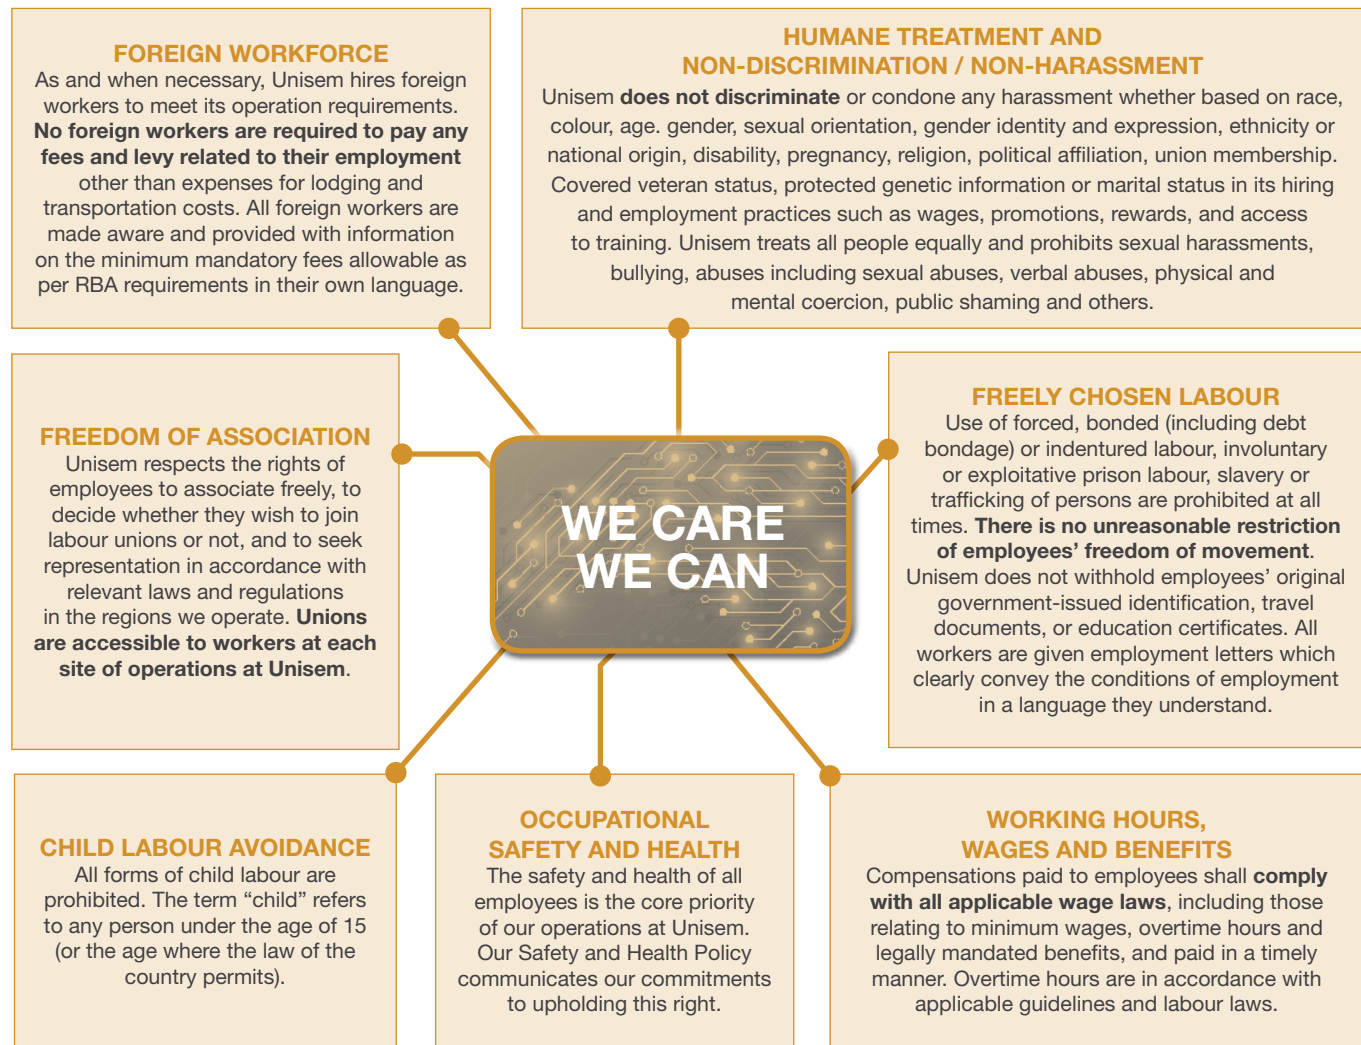 FOREIGN WORKFORCE
As and when necessary, Unisem hires foreign
workers to meet its operation requirements.
No foreign workers are required to pay any
fees and levy related to their employment
other than expenses for lodging and
transportation costs. All foreign workers are
made aware and provided with information
on the minimum mandatory fees allowable as
per RBA requirements in their own language.
HUMANE TREATMENT AND
NON-DISCRIMINATION / NON-HARASSMENT
Unisem does not discriminate or condone any harassment whether based on race,
colour, age. gender, sexual orientation, gender identity and expression, ethnicity or
national origin, disability, pregnancy, religion, political affiliation, union membership.
Covered veteran status, protected genetic information or marital status in its hiring
and employment practices such as wages, promotions, rewards, and access
to training. Unisem treats all people equally and prohibits sexual harassments,
bullying, abuses including sexual abuses, verbal abuses, physical and
mental coercion, public shaming and others.
FREEDOM OF ASSOCIATION
Unisem respects the rights of
employees to associate freely, to
decide whether they wish to join
labour unions or not, and to seek
representation in accordance with
relevant laws and regulations
in the regions we operate. Unions
are accessible to workers at each
site of operations at Unisem.
WE CARE
WE CAN
FREELY CHOSEN LABOUR
Use of forced, bonded (including debt
bondage) or indentured labour, involuntary
or exploitative prison labour, slavery or
trafficking of persons are prohibited at all
times. There is no unreasonable restriction
of employees' freedom of movement.
Unisem does not withhold employees' original
government-issued identification, travel
documents, or education certificates. All
workers are given employment letters which
clearly convey the conditions of employment
in a language they understand.
CHILD LABOUR AVOIDANCE
All forms of child labour are
prohibited. The term “child” refers
to any person under the age of 15
(or the age where the law of the
country permits).
OCCUPATIONAL
SAFETY AND HEALTH
The safety and health of all
employees is the core priority
of our operations at Unisem.
Our Safety and Health Policy
communicates our commitments
to upholding this right.
WORKING HOURS,
WAGES AND BENEFITS
Compensations paid to employees shall comply
with all applicable wage laws, including those
relating to minimum wages, overtime hours and
legally mandated benefits, and paid in a timely
manner. Overtime hours are in accordance with
applicable guidelines and labour laws.